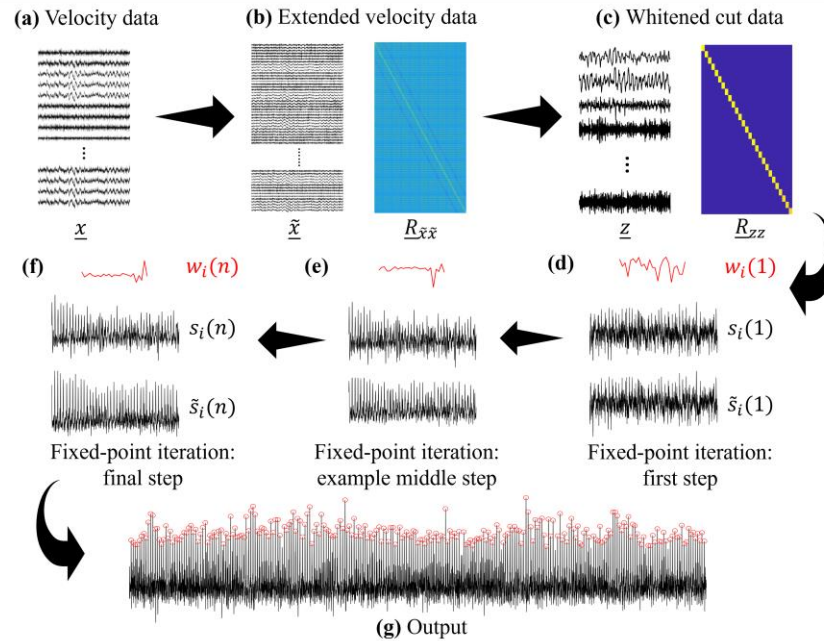 (a) Velocity data
(b) Extended velocity data
(c) Whitened cut data
x
x̃
R_x̃x̃
z
R_zz
(d)
w_i(1)
s_i(1)
s̃_i(1)
Fixed-point iteration:
first step
(e)
Fixed-point iteration:
example middle step
(f)
w_i(n)
s_i(n)
s̃_i(n)
Fixed-point iteration:
final step
(g) Output